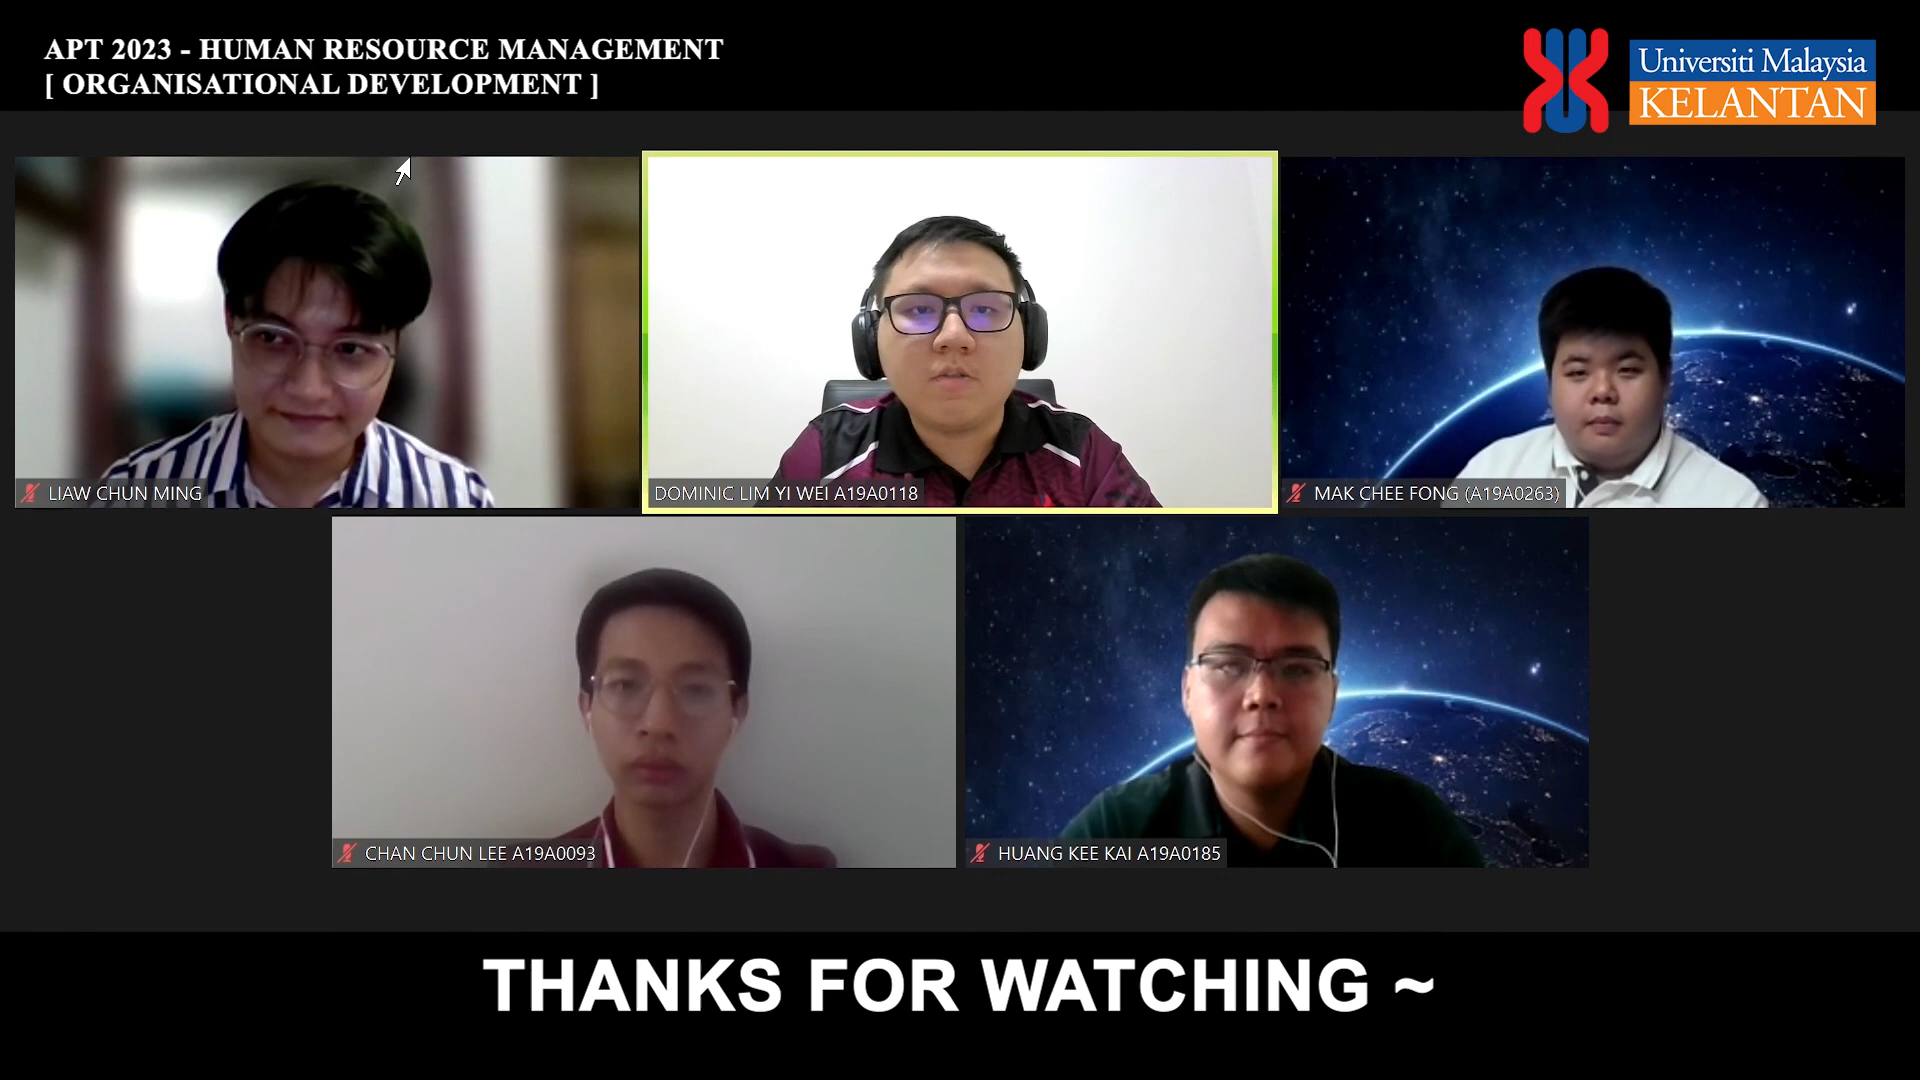 APT 2023 - HUMAN RESOURCE MANAGEMENT
[ ORGANISATIONAL DEVELOPMENT ]
Universiti Malaysia
KELANTAN
LIAW CHUN MING
DOMINIC LIM YI WEI A19A0118
MAK CHEE FONG (A19A0263)
CHAN CHUN LEE A19A0093
HUANG KEE KAI A19A0185
THANKS FOR WATCHING ~